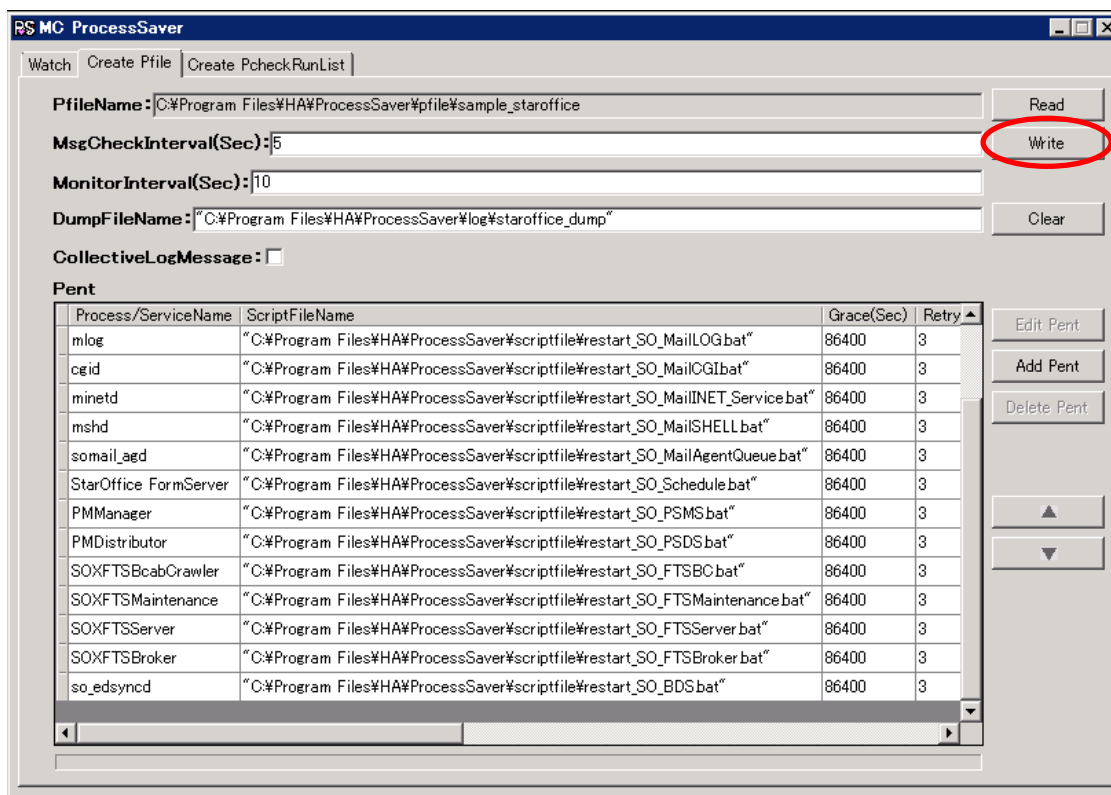 PS MC ProcessSaver
Watch Create Pfile Create PcheckRunList
PfileName: C:¥Program Files¥HA¥ProcessSaver¥pfile¥sample_staroffice Read
MsgCheckInterval(Sec): 5 Write
MonitorInterval(Sec): 10
DumpFileName: "C:¥Program Files¥HA¥ProcessSaver¥log¥staroffice_dump" Clear
CollectiveLogMessage:
Pent
Process/ServiceName ScriptFileName Grace(Sec) Retry
mlog "C:¥Program Files¥HA¥ProcessSaver¥scriptfile¥restart_SO_MailLOG.bat" 86400 3
cgid "C:¥Program Files¥HA¥ProcessSaver¥scriptfile¥restart_SO_MailCGI.bat" 86400 3
minetd "C:¥Program Files¥HA¥ProcessSaver¥scriptfile¥restart_SO_MailINET_Service.bat" 86400 3
mshd "C:¥Program Files¥HA¥ProcessSaver¥scriptfile¥restart_SO_MailSHELL.bat" 86400 3
somail_agd "C:¥Program Files¥HA¥ProcessSaver¥scriptfile¥restart_SO_MailAgentQueue.bat" 86400 3
StarOffice FormServer "C:¥Program Files¥HA¥ProcessSaver¥scriptfile¥restart_SO_Schedule.bat" 86400 3
PMManager "C:¥Program Files¥HA¥ProcessSaver¥scriptfile¥restart_SO_PSMS.bat" 86400 3
PMDistributor "C:¥Program Files¥HA¥ProcessSaver¥scriptfile¥restart_SO_PSDS.bat" 86400 3
SOXFTSBcabCrawler "C:¥Program Files¥HA¥ProcessSaver¥scriptfile¥restart_SO_FTSBC.bat" 86400 3
SOXFTSMaintenance "C:¥Program Files¥HA¥ProcessSaver¥scriptfile¥restart_SO_FTSMaintenance.bat" 86400 3
SOXFTSServer "C:¥Program Files¥HA¥ProcessSaver¥scriptfile¥restart_SO_FTSServer.bat" 86400 3
SOXFTSBroker "C:¥Program Files¥HA¥ProcessSaver¥scriptfile¥restart_SO_FTSBroker.bat" 86400 3
so_edsyncd "C:¥Program Files¥HA¥ProcessSaver¥scriptfile¥restart_SO_BDS.bat" 86400 3
Edit Pent
Add Pent
Delete Pent